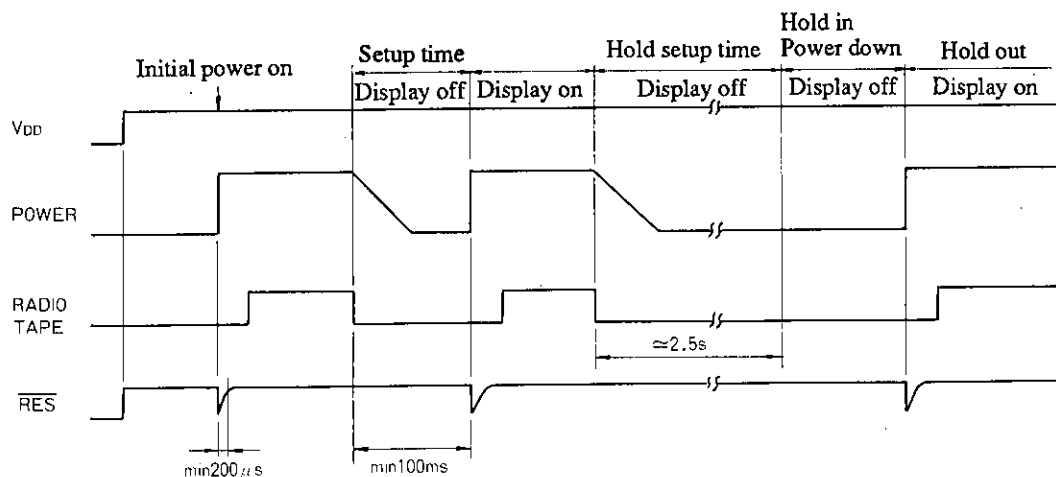 Initial power on
Setup time
Display off
Display on
Hold setup time
Display off
Hold in
Power down
Display off
Hold out
Display on
VDD
POWER
RADIO
TAPE
≃2.5s
RES
min200μs
min100ms